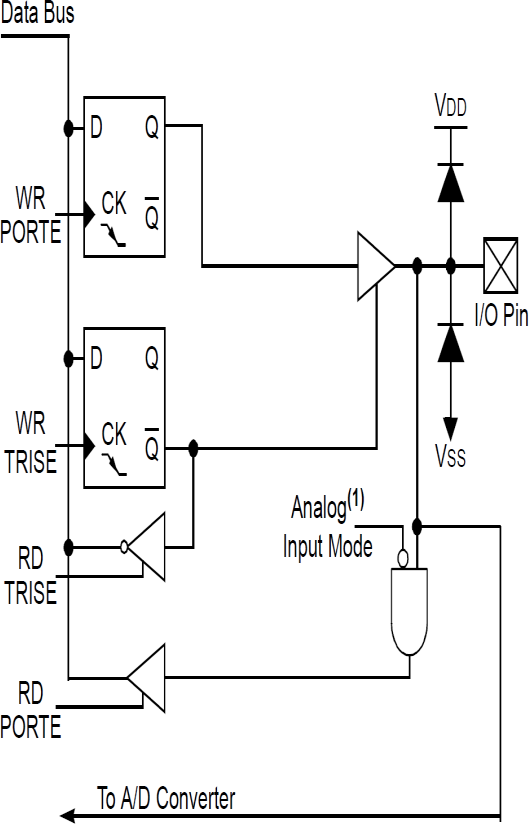 Data Bus
D Q
WR
PORTE
CK Q
VDD
I/O Pin
D Q
WR
TRISE
CK Q
VSS
Analog(1)
Input Mode
RD
TRISE
RD
PORTE
To A/D Converter